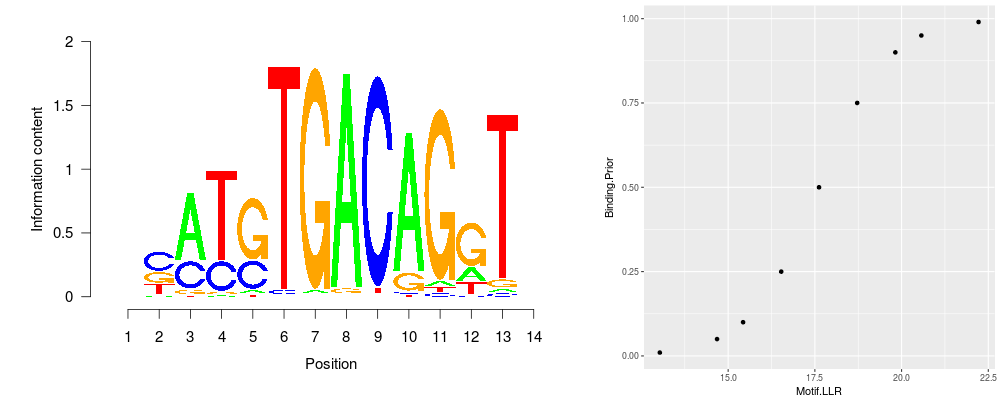 2
1.5
1
0.5
0
Information content
1 2 3 4 5 6 7 8 9 10 11 12 13 14
Position
C
G
T
A
C
T
C
G
C
T
G
A
C
A
G
G
G
A
T
T
1.00
0.75
0.50
0.25
0.00
Binding.Prior
15.0 17.5 20.0 22.5
Motif.LLR